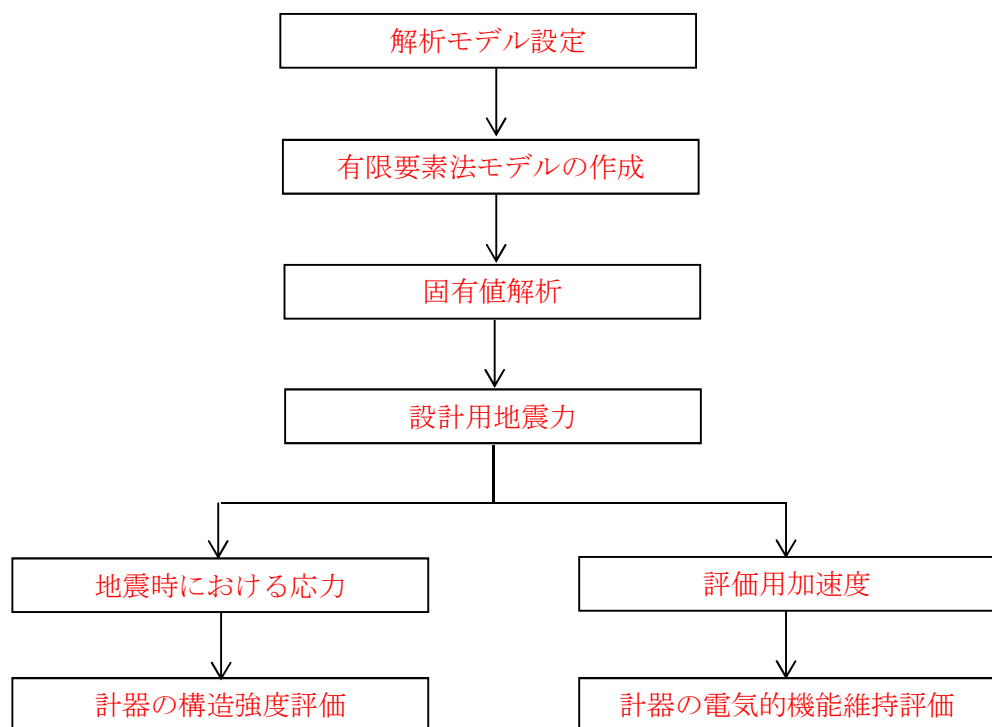 解析モデル設定
有限要素法モデルの作成
固有値解析
設計用地震力
地震時における応力
評価用加速度
計器の構造強度評価
計器の電気的機能維持評価